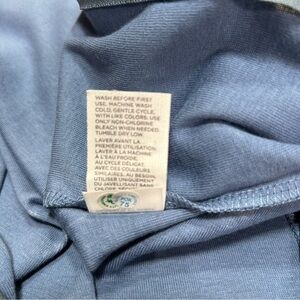 WASH BEFORE FIRST
USE. MACHINE WASH
COLD, GENTLE CYCLE,
WITH LIKE COLORS. USE
ONLY NON-CHLORINE
BLEACH WHEN NEEDED.
TUMBLE DRY LOW.
LAVER AVANT LA
PREMIÈRE UTILISATION.
LAVER À LA MACHINE
À L'EAU FROIDE,
AU CYCLE DÉLICAT,
AVEC DES COULEURS
SIMILAIRES. AU BESOIN,
UTILISER UNIQUEMENT
DU JAVELLISANT SANS
CHLORE.